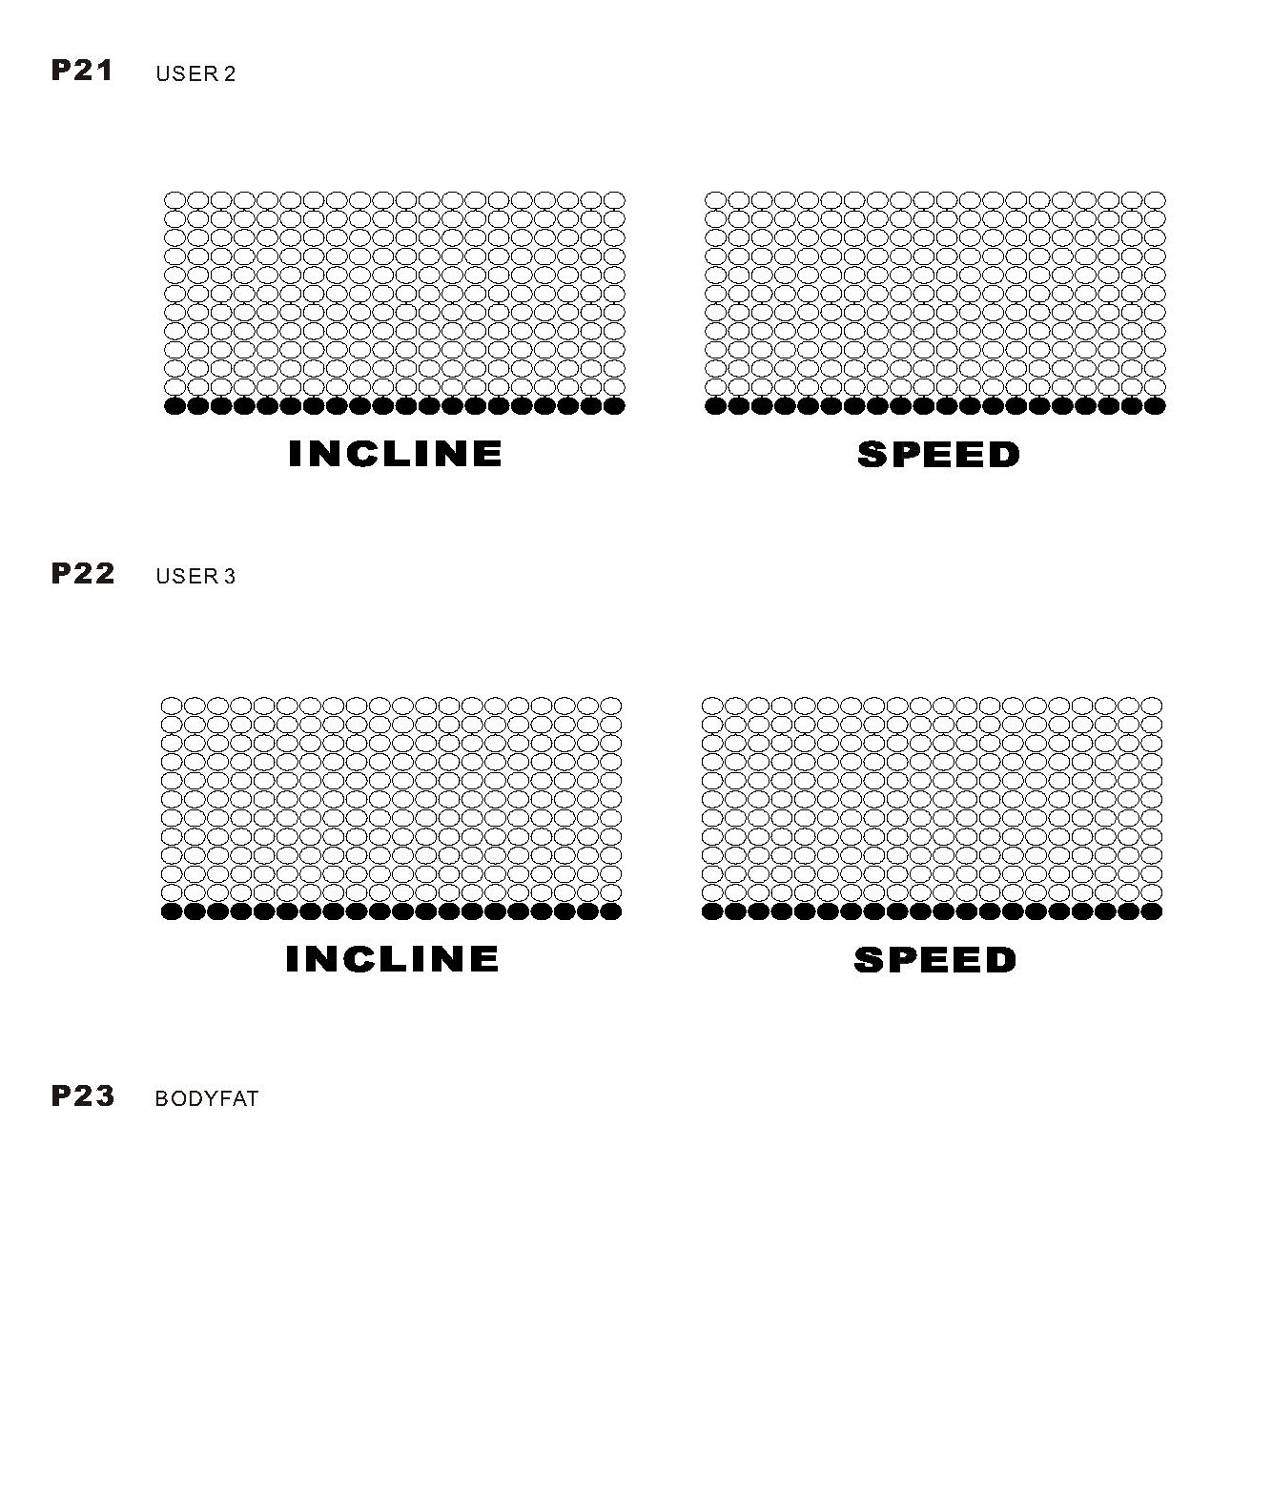 P21 USER 2
INCLINE SPEED
P22 USER 3
INCLINE SPEED
P23 BODYFAT